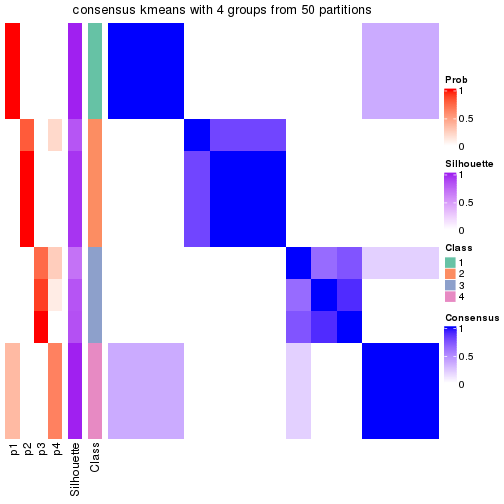 consensus kmeans with 4 groups from 50 partitions
Prob
1
0.5
0
Silhouette
1
0.5
0
Class
1
2
3
4
Consensus
1
0.5
0
p1
p2
p3
p4
Silhouette
Class